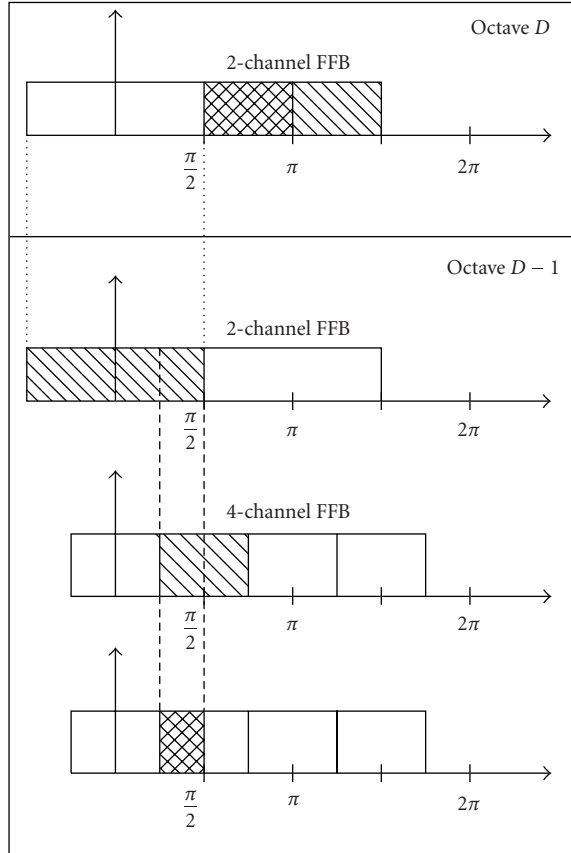 Octave D
2-channel FFB
π/2 π 2π
Octave D − 1
2-channel FFB
π/2 π 2π
4-channel FFB
π/2 π 2π
π/2 π 2π